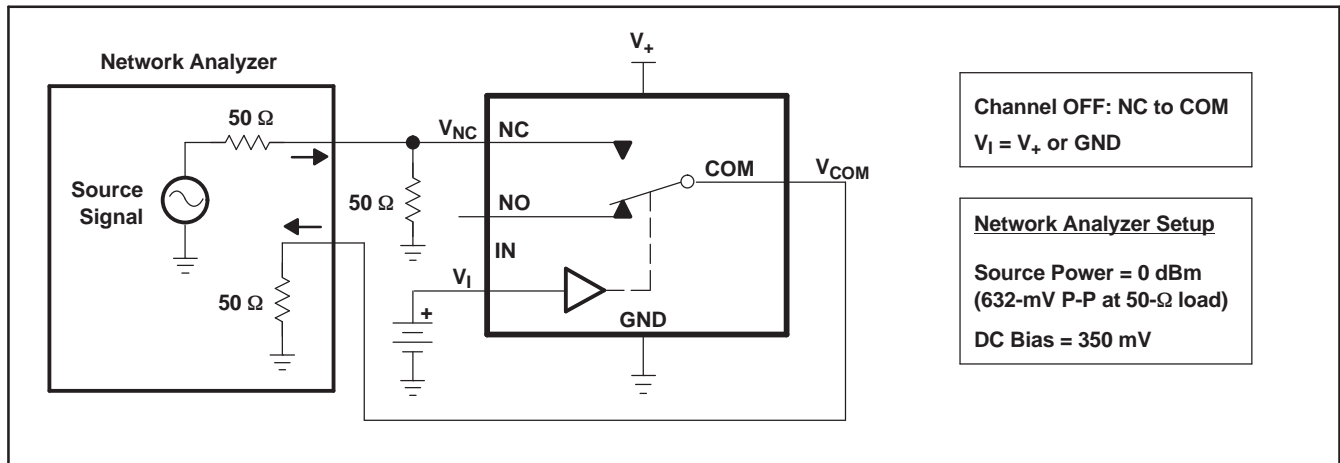 Network Analyzer
50 Ω
Source
Signal
50 Ω
50 Ω
V+
VNC
NC
NO
IN
VI
+
COM
VCOM
GND
Channel OFF: NC to COM
VI = V+ or GND
Network Analyzer Setup
Source Power = 0 dBm
(632-mV P-P at 50-Ω load)
DC Bias = 350 mV